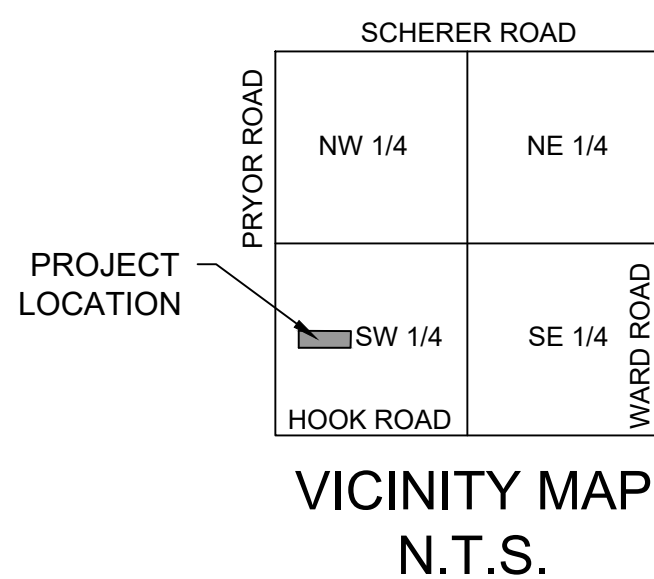 SCHERER ROAD
PRYOR ROAD
NW 1/4
NE 1/4
PROJECT
LOCATION
SW 1/4
SE 1/4
WARD ROAD
HOOK ROAD
VICINITY MAP
N.T.S.